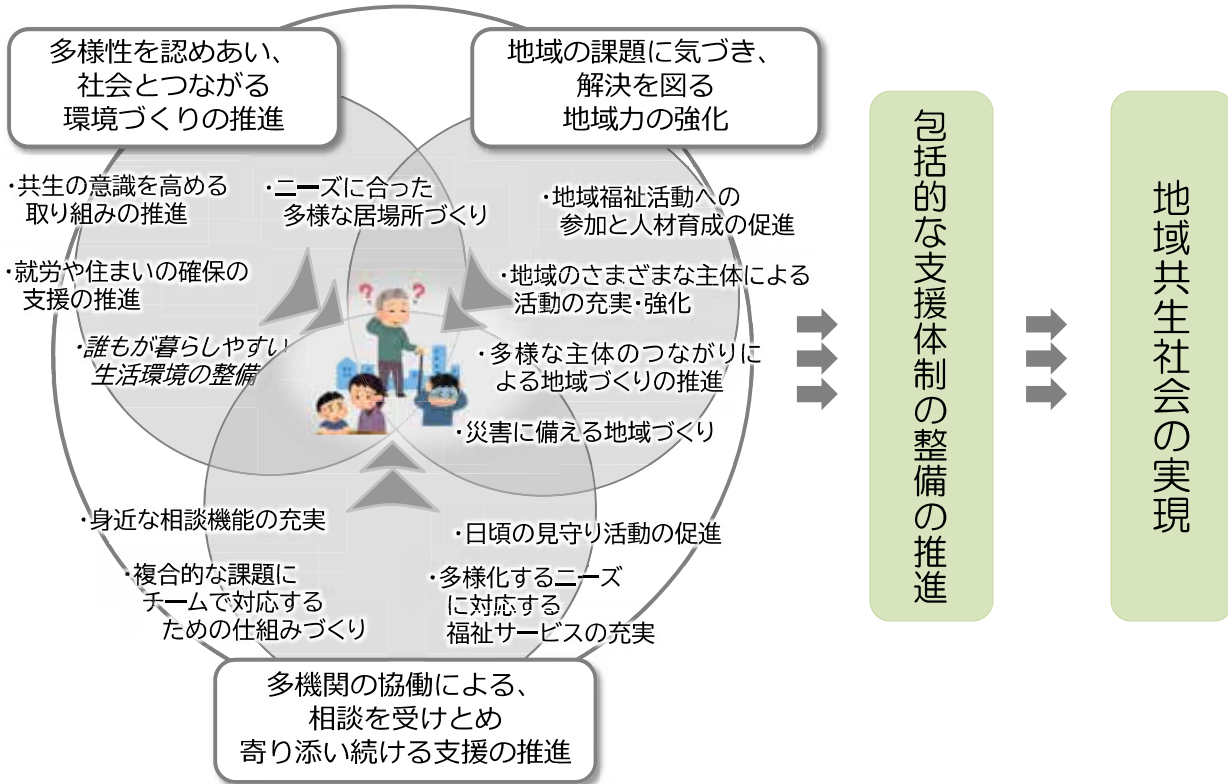 多様性を認めあい、
社会とつながる
環境づくりの推進
地域の課題に気づき、
解決を図る
地域力の強化
・共生の意識を高める
取り組みの推進
・ニーズに合った
多様な居場所づくり
・就労や住まいの確保の
支援の推進
・誰もが暮らしやすい
生活環境の整備
・地域福祉活動への
参加と人材育成の促進
・地域のさまざまな主体による
活動の充実・強化
・多様な主体のつながりに
よる地域づくりの推進
・災害に備える地域づくり
? ?
・身近な相談機能の充実
・複合的な課題に
チームで対応する
ための仕組みづくり
・日頃の見守り活動の促進
・多様化するニーズ
に対応する
福祉サービスの充実
多機関の協働による、
相談を受けとめ
寄り添い続ける支援の推進
包括的な支援体制の整備の推進
地域共生社会の実現